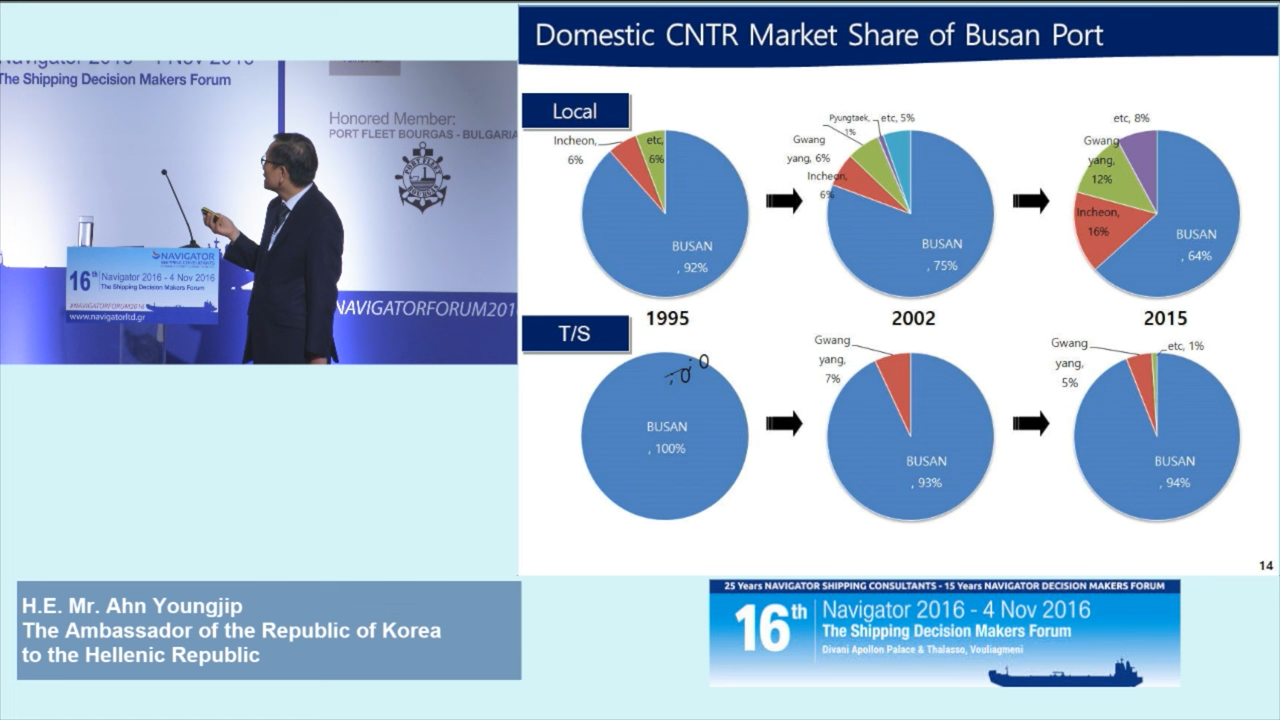 Navigator 2016 - 4 Nov 2016
The Shipping Decision Makers Forum
Honored Member:
PORT FLEET BOURGAS - BULGARIA
NAVIGATOR
16th Navigator 2016 - 4 Nov 2016
The Shipping Decision Makers Forum
#NAVIGATORFORUM2016
www.navigatorltd.gr
NAVIGATORFORUM201
Domestic CNTR Market Share of Busan Port
Local
Incheon,
6%
etc,
6%
BUSAN
, 92%
1995
Pyungtaek,
1%
etc, 5%
Gwang
yang, 6%
Incheon,
6%
BUSAN
, 75%
2002
etc, 8%
Gwang
yang,
12%
Incheon,
16%
BUSAN
, 64%
2015
T/S
; 0
0
BUSAN
, 100%
Gwang
yang,
7%
BUSAN
, 93%
Gwang
yang,
5%
etc, 1%
BUSAN
, 94%
14
H.E. Mr. Ahn Youngjip
The Ambassador of the Republic of Korea
to the Hellenic Republic
25 Years NAVIGATOR SHIPPING CONSULTANTS - 15 Years NAVIGATOR DECISION MAKERS FORUM
16th Navigator 2016 - 4 Nov 2016
The Shipping Decision Makers Forum
Divani Apollon Palace & Thalasso, Vouliagmeni